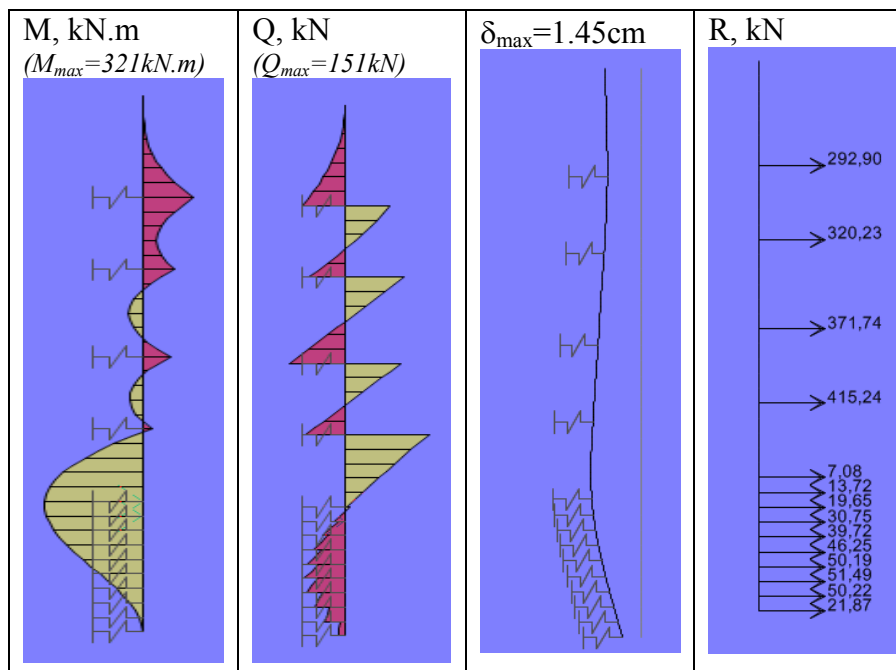 M, kN.m
(Mmax=321kN.m)
Q, kN
(Qmax=151kN)
δmax=1.45cm
R, kN
292,90
320,23
371,74
415,24
7,08
13,72
19,65
30,75
39,72
46,25
50,19
51,49
50,22
21,87